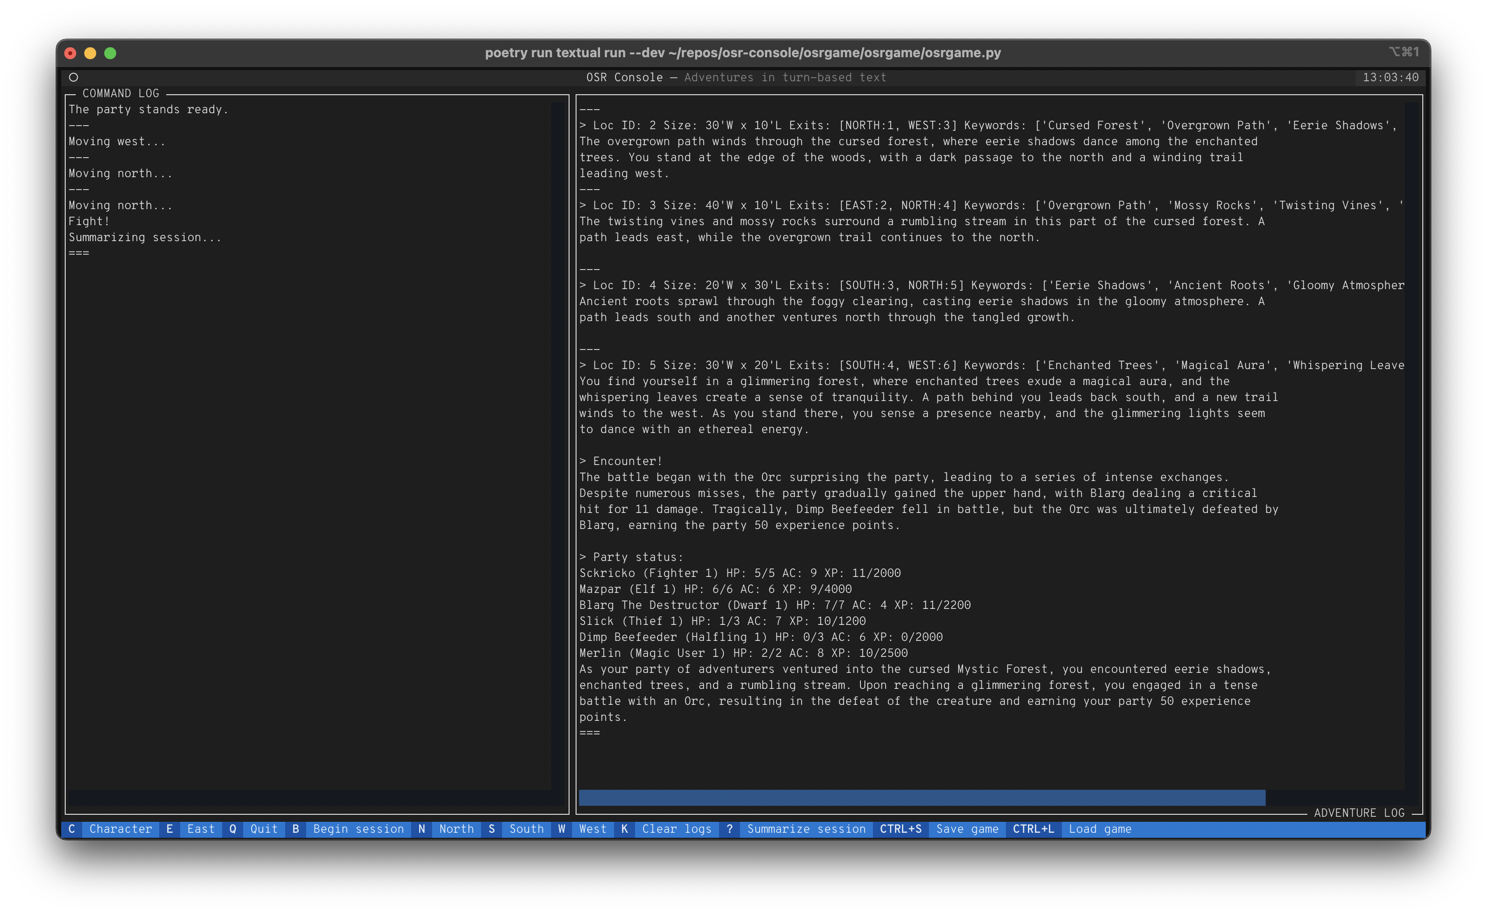 poetry run textual run --dev ~/repos/osr-console/osrgame/osrgame/osrgame.py
⌥⌘1
OSR Console — Adventures in turn-based text
13:03:40
COMMAND LOG
The party stands ready.
---
Moving west...
---
Moving north...
---
Moving north...
Fight!
Summarizing session...
===
---
> Loc ID: 2 Size: 30'W x 10'L Exits: [NORTH:1, WEST:3] Keywords: ['Cursed Forest', 'Overgrown Path', 'Eerie Shadows',
The overgrown path winds through the cursed forest, where eerie shadows dance among the enchanted
trees. You stand at the edge of the woods, with a dark passage to the north and a winding trail
leading west.
---
> Loc ID: 3 Size: 40'W x 10'L Exits: [EAST:2, NORTH:4] Keywords: ['Overgrown Path', 'Mossy Rocks', 'Twisting Vines', '
The twisting vines and mossy rocks surround a rumbling stream in this part of the cursed forest. A
path leads east, while the overgrown trail continues to the north.
---
> Loc ID: 4 Size: 20'W x 30'L Exits: [SOUTH:3, NORTH:5] Keywords: ['Eerie Shadows', 'Ancient Roots', 'Gloomy Atmospher
Ancient roots sprawl through the foggy clearing, casting eerie shadows in the gloomy atmosphere. A
path leads south and another ventures north through the tangled growth.
---
> Loc ID: 5 Size: 30'W x 20'L Exits: [SOUTH:4, WEST:6] Keywords: ['Enchanted Trees', 'Magical Aura', 'Whispering Leave
You find yourself in a glimmering forest, where enchanted trees exude a magical aura, and the
whispering leaves create a sense of tranquility. A path behind you leads back south, and a new trail
winds to the west. As you stand there, you sense a presence nearby, and the glimmering lights seem
to dance with an ethereal energy.
> Encounter!
The battle began with the Orc surprising the party, leading to a series of intense exchanges.
Despite numerous misses, the party gradually gained the upper hand, with Blarg dealing a critical
hit for 11 damage. Tragically, Dimp Beefeeder fell in battle, but the Orc was ultimately defeated by
Blarg, earning the party 50 experience points.
> Party status:
Sckricko (Fighter 1) HP: 5/5 AC: 9 XP: 11/2000
Mazpar (Elf 1) HP: 6/6 AC: 6 XP: 9/4000
Blarg The Destructor (Dwarf 1) HP: 7/7 AC: 4 XP: 11/2200
Slick (Thief 1) HP: 1/3 AC: 7 XP: 10/1200
Dimp Beefeeder (Halfling 1) HP: 0/3 AC: 6 XP: 0/2000
Merlin (Magic User 1) HP: 2/2 AC: 8 XP: 10/2500
As your party of adventurers ventured into the cursed Mystic Forest, you encountered eerie shadows,
enchanted trees, and a rumbling stream. Upon reaching a glimmering forest, you engaged in a tense
battle with an Orc, resulting in the defeat of the creature and earning your party 50 experience
points.
===
ADVENTURE LOG
C Character E East Q Quit B Begin session N North S South W West K Clear logs ? Summarize session CTRL+S Save game CTRL+L Load game